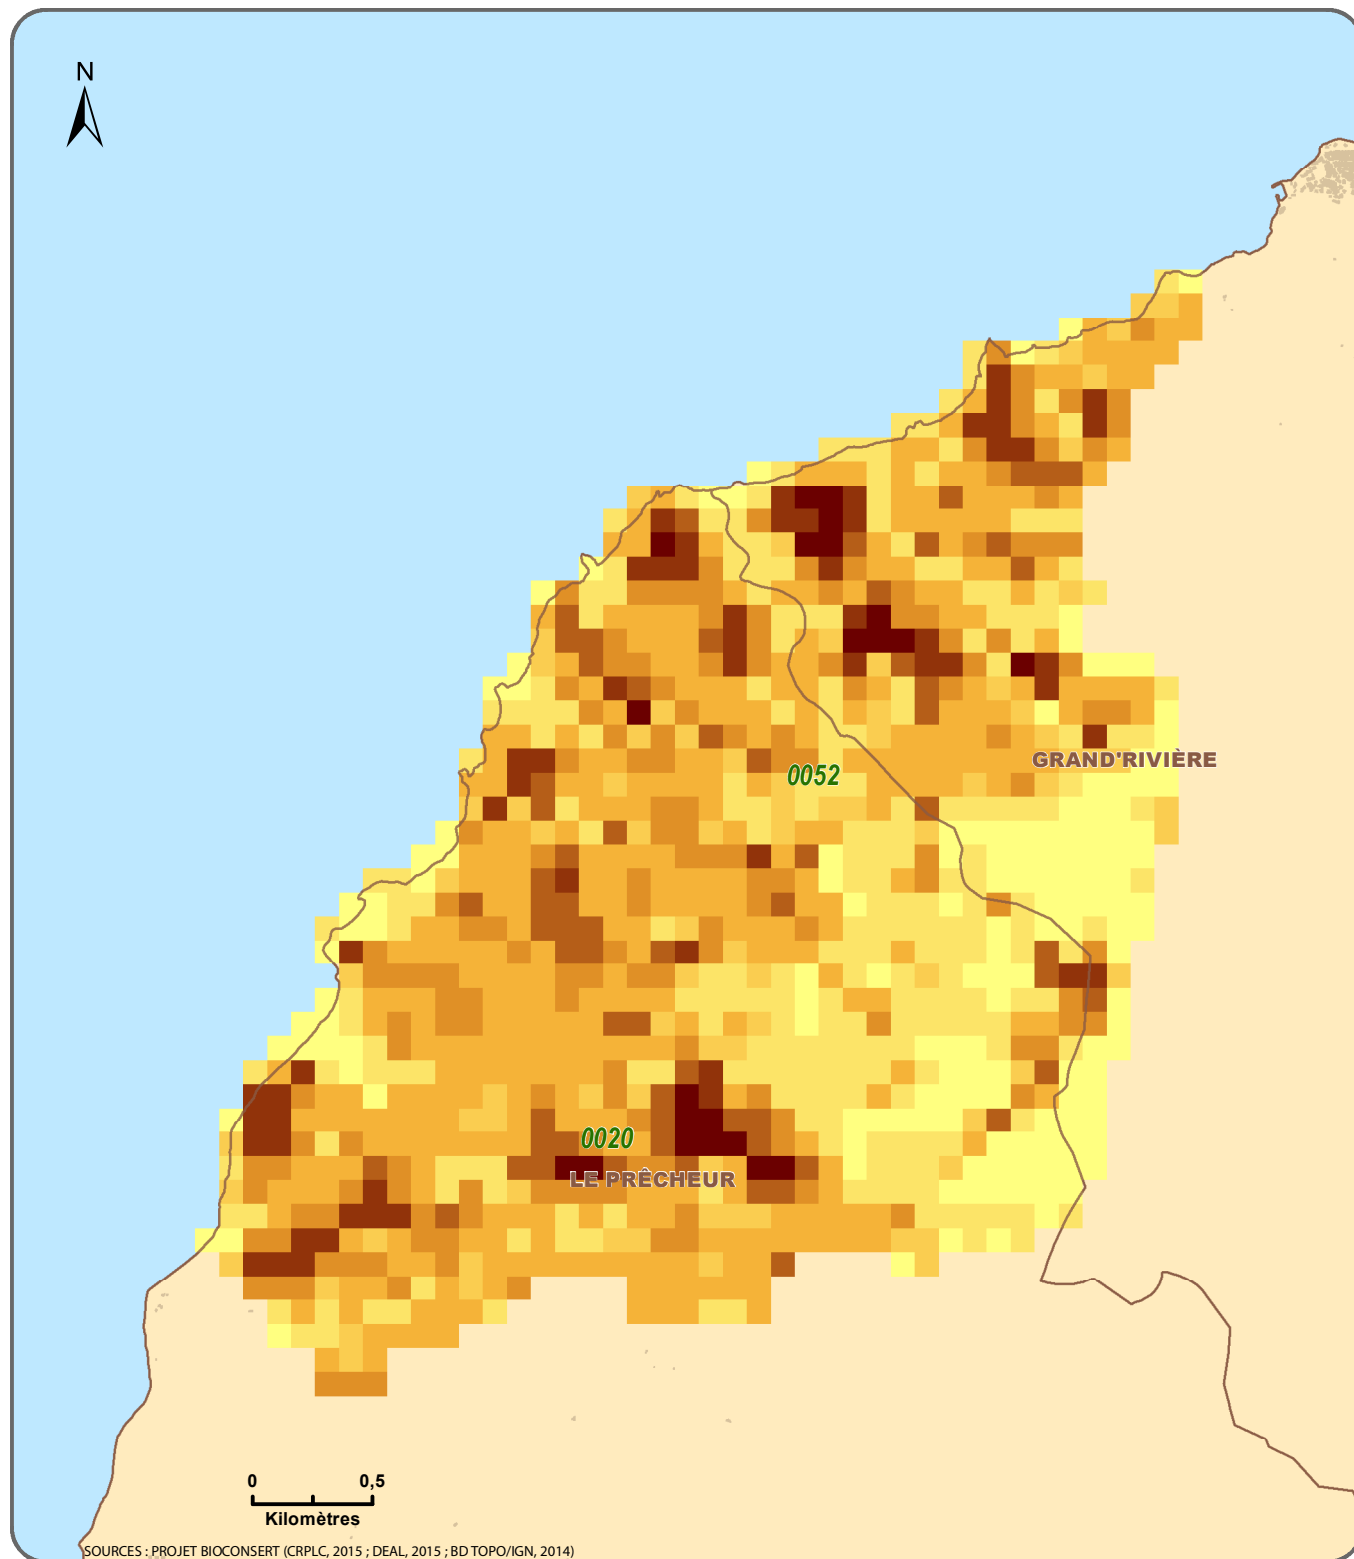 N
GRAND'RIVIÈRE
0052
0020
LE PRÊCHEUR
0 0,5
Kilomètres
SOURCES : PROJET BIOCONSERT (CRPLC, 2015 ; DEAL, 2015 ; BD TOPO/IGN, 2014)